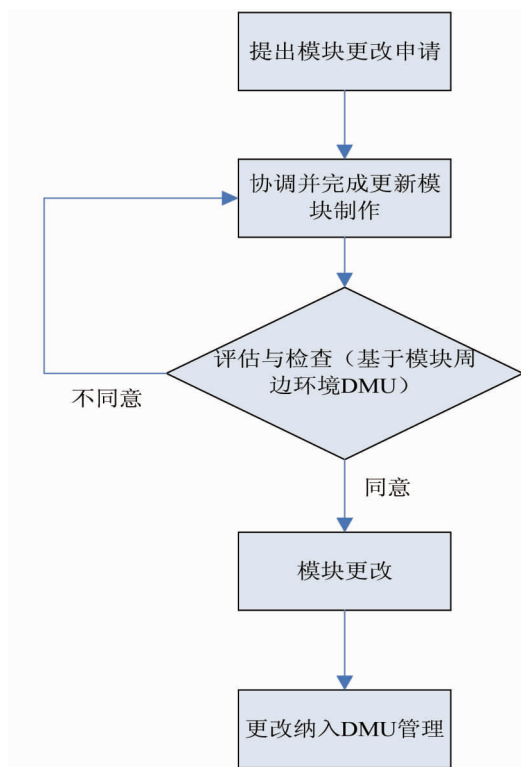 提出模块更改申请
协调并完成更新模
块制作
评估与检查（基于模块周
边环境DMU）
不同意
同意
模块更改
更改纳入DMU管理